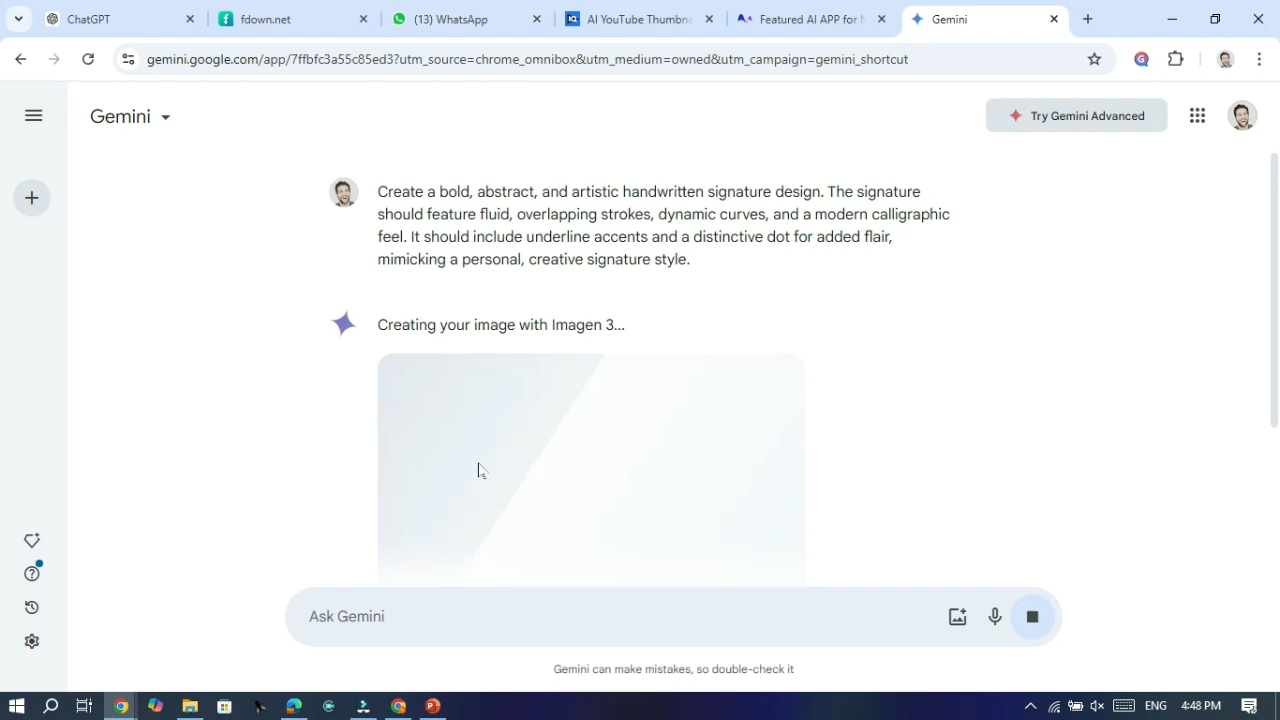 ChatGPT
fdown.net
(13) WhatsApp
AI YouTube Thumbna
Featured AI APP for
Gemini
gemini.google.com/app/7ffbfc3a55c85ed3?utm_source=chrome_omnibox&utm_medium=owned&utm_campaign=gemini_shortcut
Gemini
Try Gemini Advanced
Create a bold, abstract, and artistic handwritten signature design. The signature
should feature fluid, overlapping strokes, dynamic curves, and a modern calligraphic
feel. It should include underline accents and a distinctive dot for added flair,
mimicking a personal, creative signature style.
Creating your image with Imagen 3...
Ask Gemini
Gemini can make mistakes, so double-check it
ENG
4:48 PM